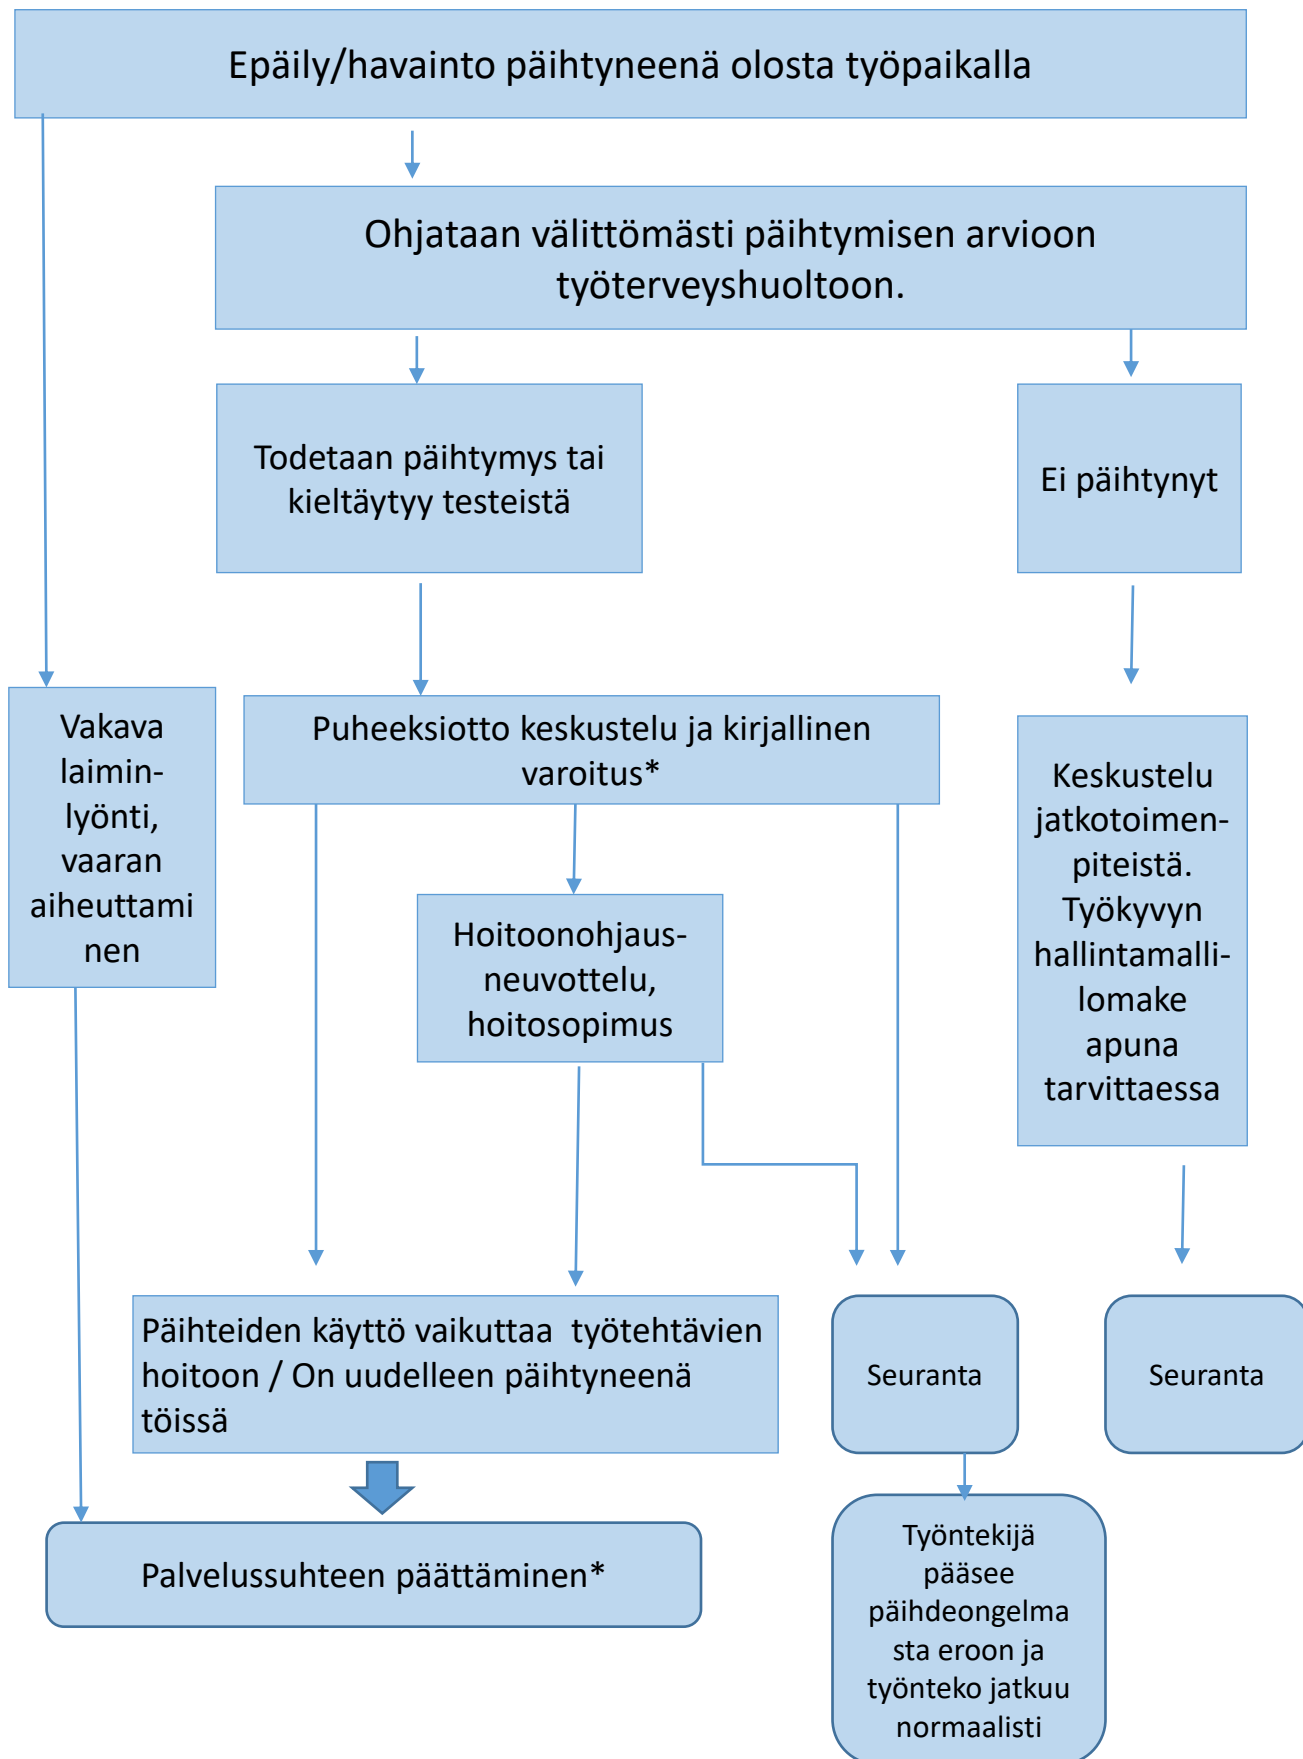 Epäily/havainto päihtyneenä olosta työpaikalla
Ohjataan välittömästi päihtymisen arvioon
työterveyshuoltoon.
Todetaan päihtymys tai
kieltäytyy testeistä
Ei päihtynyt
Vakava
laimin-
lyönti,
vaaran
aiheuttami
nen
Puheeksiotto keskustelu ja kirjallinen
varoitus*
Keskustelu
jatkotoimen-
piteistä.
Työkyvyn
hallintamalli-
lomake
apuna
tarvittaessa
Hoitoonohjaus-
neuvottelu,
hoitosopimus
Päihteiden käyttö vaikuttaa  työtehtävien
hoitoon / On uudelleen päihtyneenä
töissä
Seuranta
Seuranta
Palvelussuhteen päättäminen*
Työntekijä
pääsee
päihdeongelma
sta eroon ja
työnteko jatkuu
normaalisti